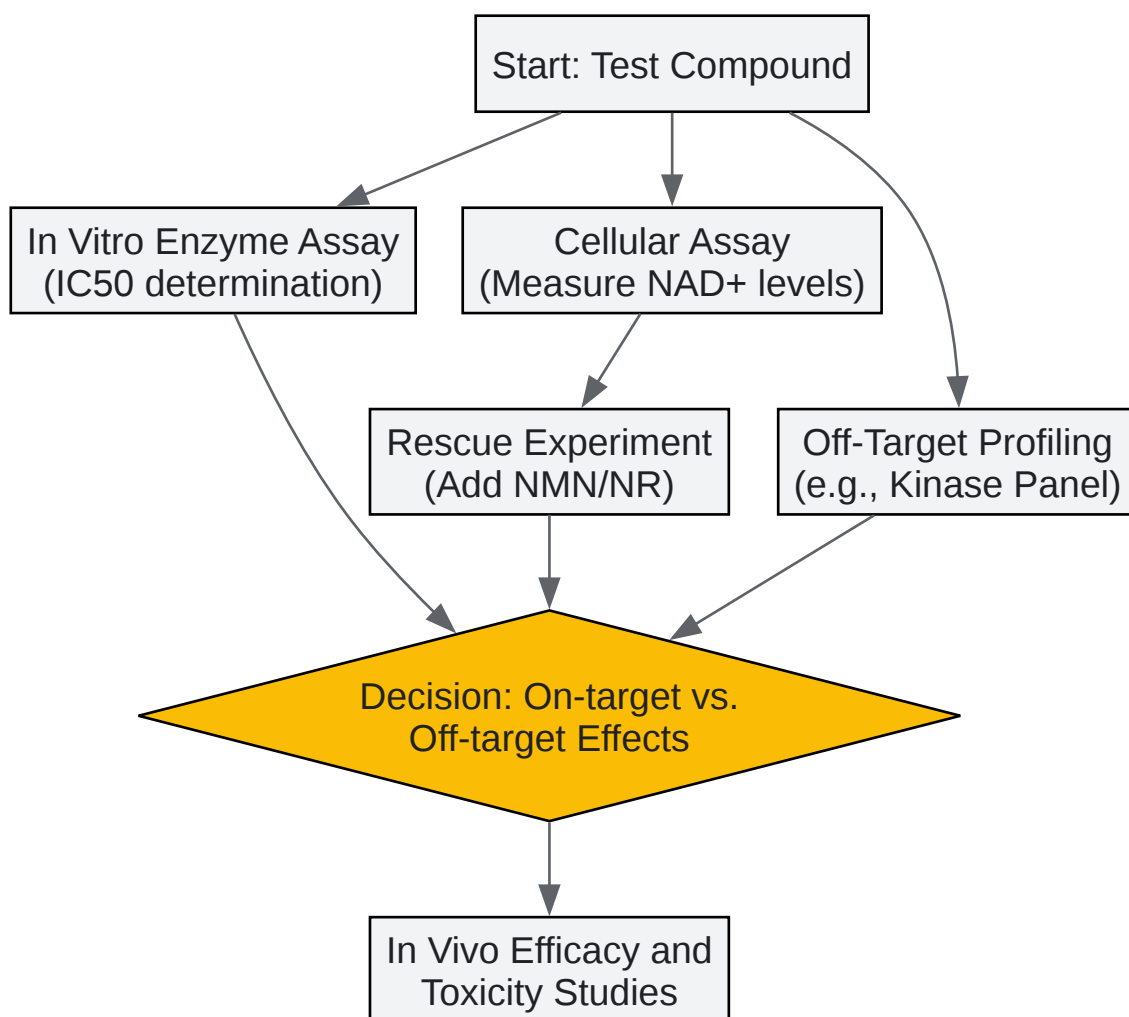 Start: Test Compound
In Vitro Enzyme Assay
(IC50 determination)
Cellular Assay
(Measure NAD+ levels)
Rescue Experiment
(Add NMN/NR)
Off-Target Profiling
(e.g., Kinase Panel)
Decision: On-target vs.
Off-target Effects
In Vivo Efficacy and
Toxicity Studies